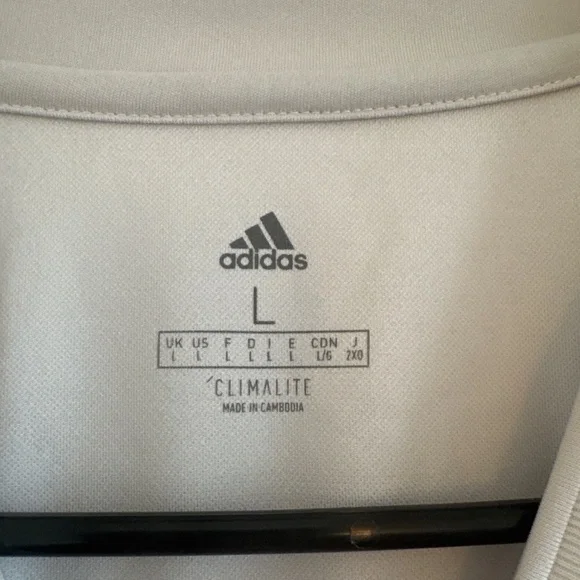 adidas
L
UK US F D I E CDN J
L L L L L L L/G 2XO
CLIMALITE
MADE IN CAMBODIA